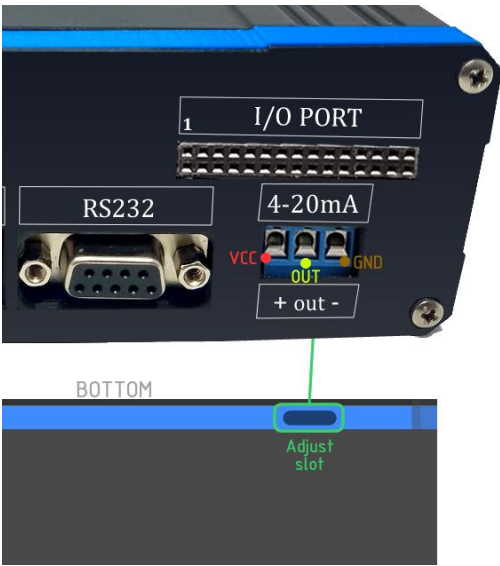 1 I/O PORT
RS232
4-20mA
VCC
OUT
GND
+ out -
BOTTOM
Adjust
slot